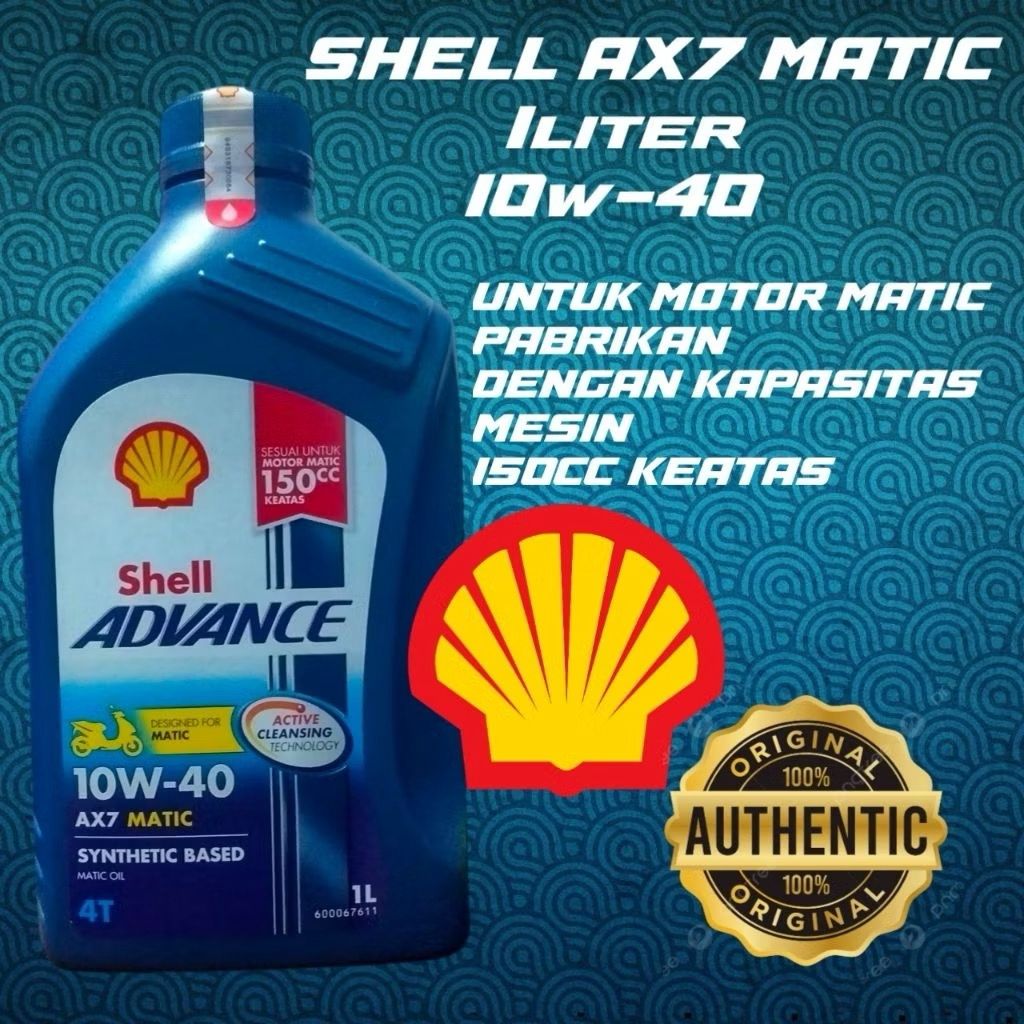 SHELL AX7 MATIC
1LITER
10W-40
UNTUK MOTOR MATIC
PABRIKAN
DENGAN KAPASITAS
MESIN
150CC KEATAS
SESUAI UNTUK
MOTOR MATIC
150CC
KEATAS
Shell
ADVANCE
DESIGNED FOR
MATIC
ACTIVE
CLEANSING
TECHNOLOGY
10W-40
AX7 MATIC
SYNTHETIC BASED
MATIC OIL
4T
1L
600067611
ORIGINAL
100%
AUTHENTIC
100%
ORIGINAL